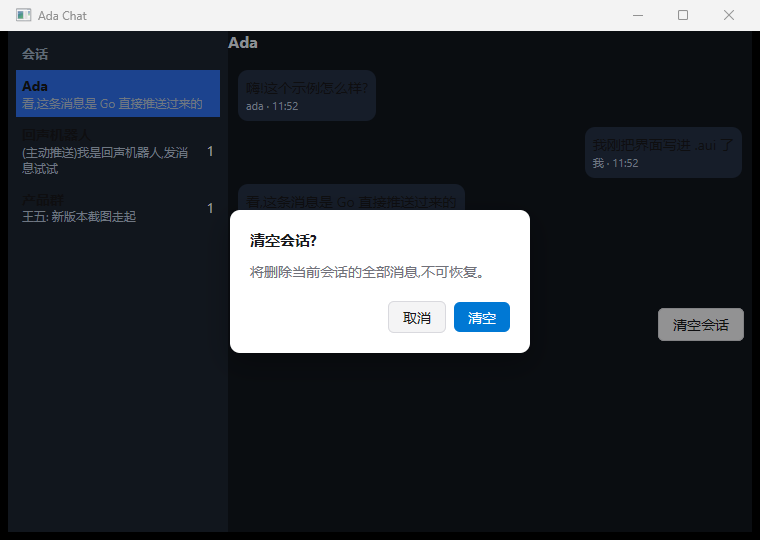 Ada Chat
会话
Ada
看,这条消息是 Go 直接推送过来的
回声机器人
(主动推送)我是回声机器人,发消
息试试
1
产品群
王五: 新版本截图走起
1
Ada
嗨!这个示例怎么样?
ada · 11:52
我刚把界面写进 .aui 了
我 · 11:52
看,这条消息是 Go 直接推送过来的
清空会话?
将删除当前会话的全部消息,不可恢复。
取消
清空
清空会话